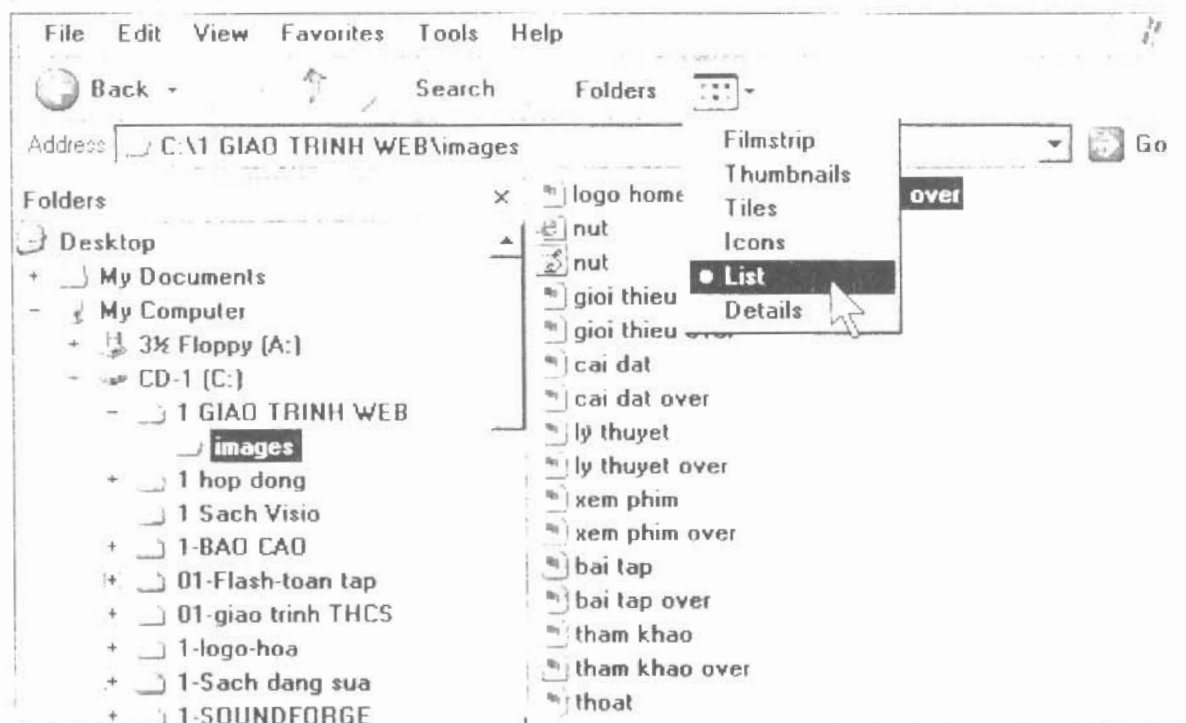 File Edit View Favorites Tools Help
Back Search Folders
Address C:\1 GIAO TRINH WEB\images Go
Folders
Desktop
My Documents
My Computer
3½ Floppy (A:)
CD-1 (C:)
1 GIAO TRINH WEB
images
1 hop dong
1 Sach Visio
1-BAO CAO
01-Flash-toan tap
01-giao trinh THCS
1-logo-hoa
1-Sach dang sua
1-SOUNDFORGE
logo home
nut
nut
gioi thieu
gioi thieu over
cai dat
cai dat over
ly thuyet
ly thuyet over
xem phim
xem phim over
bai tap
bai tap over
tham khao
tham khao over
thoat
over
Filmstrip
Thumbnails
Tiles
Icons
List
Details